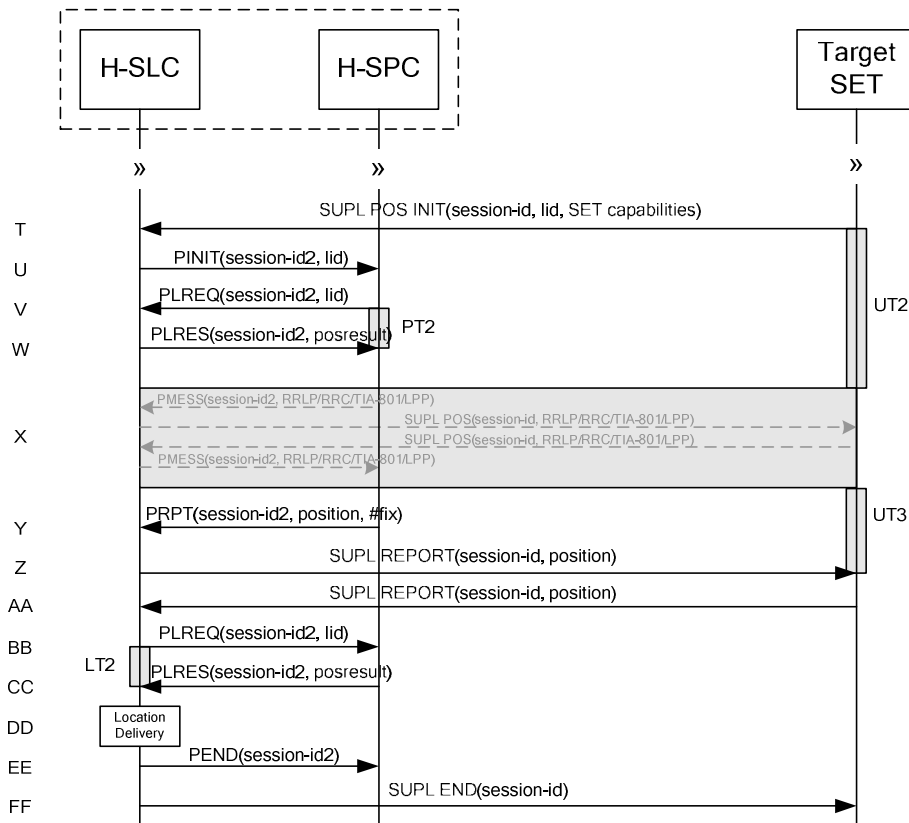 H-SLC
H-SPC
Target
SET
»
»
»
T
SUPL POS INIT(session-id, lid, SET capabilities)
U
PINIT(session-id2, lid)
V
PLREQ(session-id2, lid)
UT2
PT2
W
PLRES(session-id2, posresult)
PMESS(session-id2, RRLP/RRC/TIA-801/LPP)
SUPL POS(session-id, RRLP/RRC/TIA-801/LPP)
X
SUPL POS(session-id, RRLP/RRC/TIA-801/LPP)
PMESS(session-id2, RRLP/RRC/TIA-801/LPP)
Y
PRPT(session-id2, position, #fix)
UT3
Z
SUPL REPORT(session-id, position)
AA
SUPL REPORT(session-id, position)
BB
PLREQ(session-id2, lid)
LT2
CC
PLRES(session-id2, posresult)
DD
Location
Delivery
EE
PEND(session-id2)
FF
SUPL END(session-id)